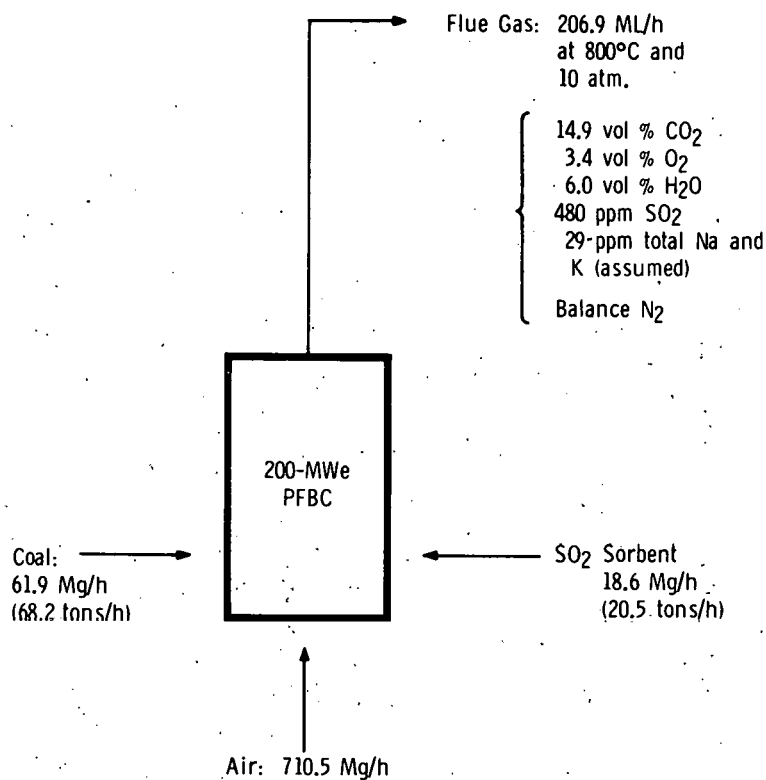 Flue Gas: 206.9 ML/h
at 800°C and
10 atm.
14.9 vol % CO2
3.4 vol % O2
6.0 vol % H2O
480 ppm SO2
29-ppm total Na and
K (assumed)
Balance N2
200-MWe
PFBC
Coal:
61.9 Mg/h
(68.2 tons/h)
SO2 Sorbent
18.6 Mg/h
(20.5 tons/h)
Air: 710.5 Mg/h